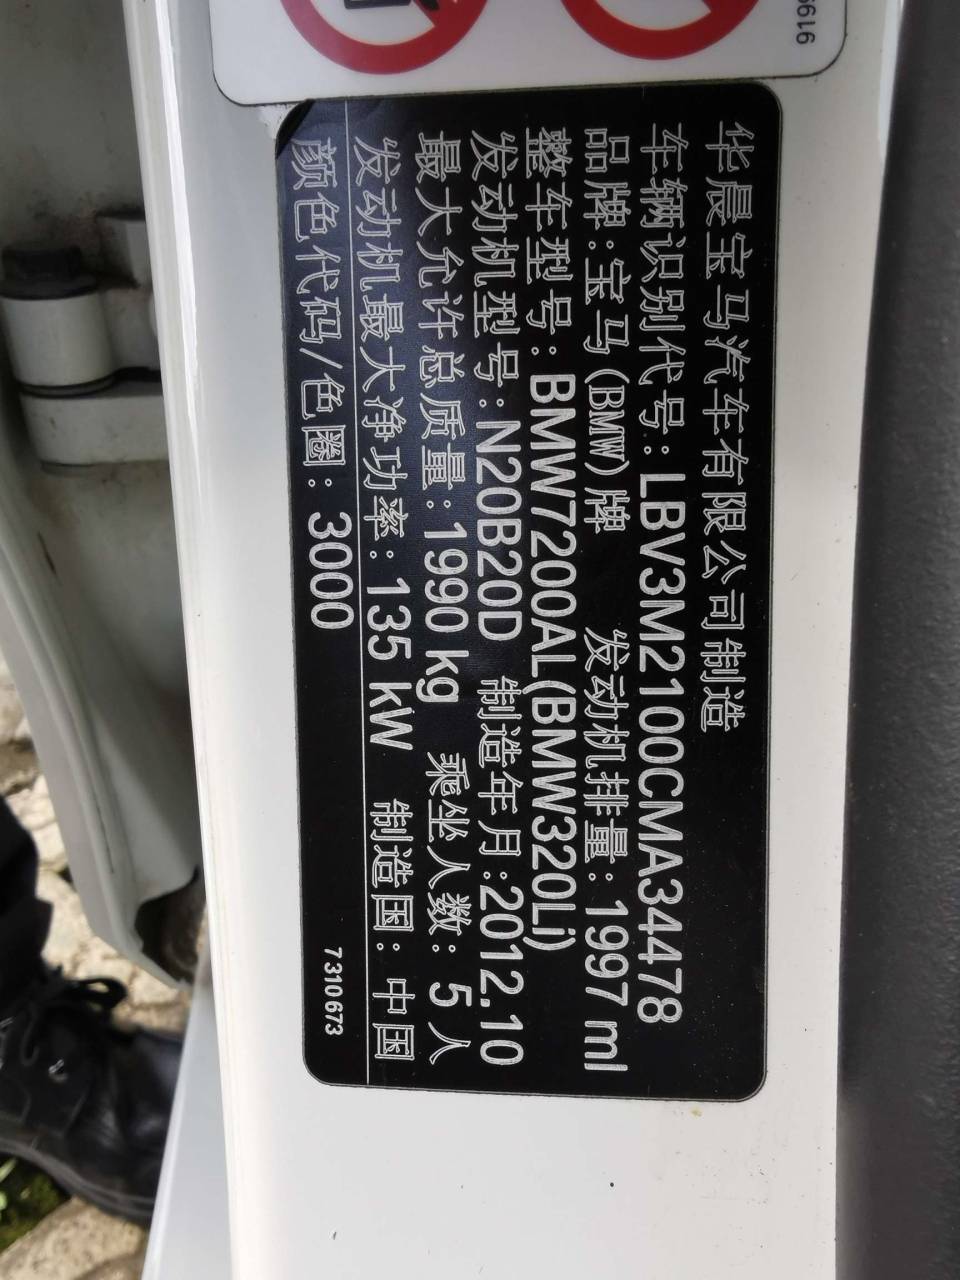 9169
华晨宝马汽车有限公司制造
车辆识别代号：LBV3M2100CMA34478
品牌：宝马(BMW)牌 发动机排量：1997 ml
整车型号：BMW7200AL(BMW320Li)
发动机型号：N20B20D 制造年月：2012.10
最大允许总质量：1990 kg 乘坐人数：5 人
发动机最大净功率：135 kW 制造国：中国
颜色代码/色圈：3000
7 310 673